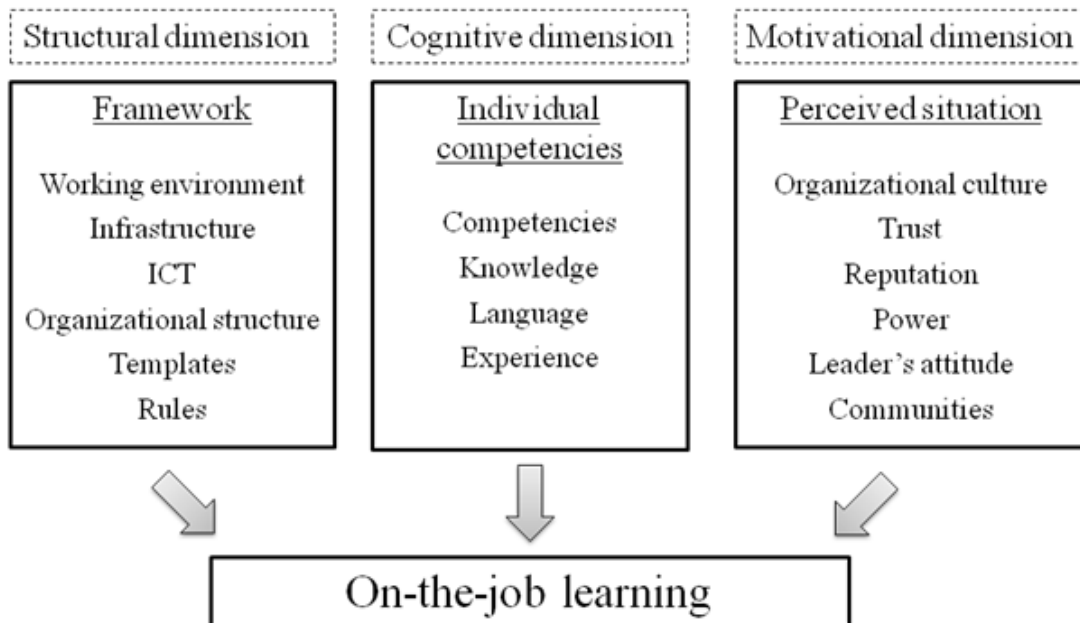 Structural dimension
Cognitive dimension
Motivational dimension
Framework
Working environment
Infrastructure
ICT
Organizational structure
Templates
Rules
Individual
competencies
Competencies
Knowledge
Language
Experience
Perceived situation
Organizational culture
Trust
Reputation
Power
Leader’s attitude
Communities
On-the-job learning